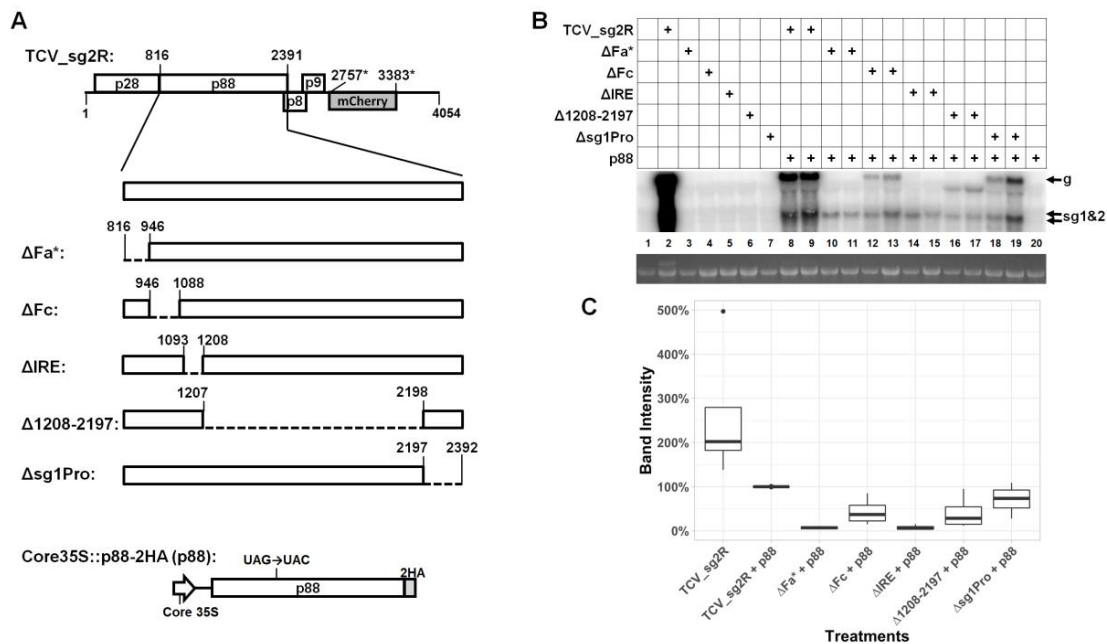 A
TCV_sg2R:
816
2391
p28
p88
p9
p8
2757*
3383*
mCherry
1
4054
ΔFa*:
816
946
ΔFc:
946
1088
ΔIRE:
1093
1208
Δ1208-2197:
1207
2198
Δsg1Pro:
2197
2392
Core35S::p88-2HA (p88):
UAG→UAC
p88
2HA
Core 35S
B
TCV_sg2R + + +
ΔFa* + + +
ΔFc + + +
ΔIRE + + +
Δ1208-2197 + + +
Δsg1Pro + + +
p88 + + + + + + + + + + + + +
g
sg1&2
1 2 3 4 5 6 7 8 9 10 11 12 13 14 15 16 17 18 19 20
C
Band Intensity
500%
400%
300%
200%
100%
0%
TCV_sg2R
TCV_sg2R + p88
ΔFa* + p88
ΔFc + p88
ΔIRE + p88
Δ1208-2197 + p88
Δsg1Pro + p88
Treatments